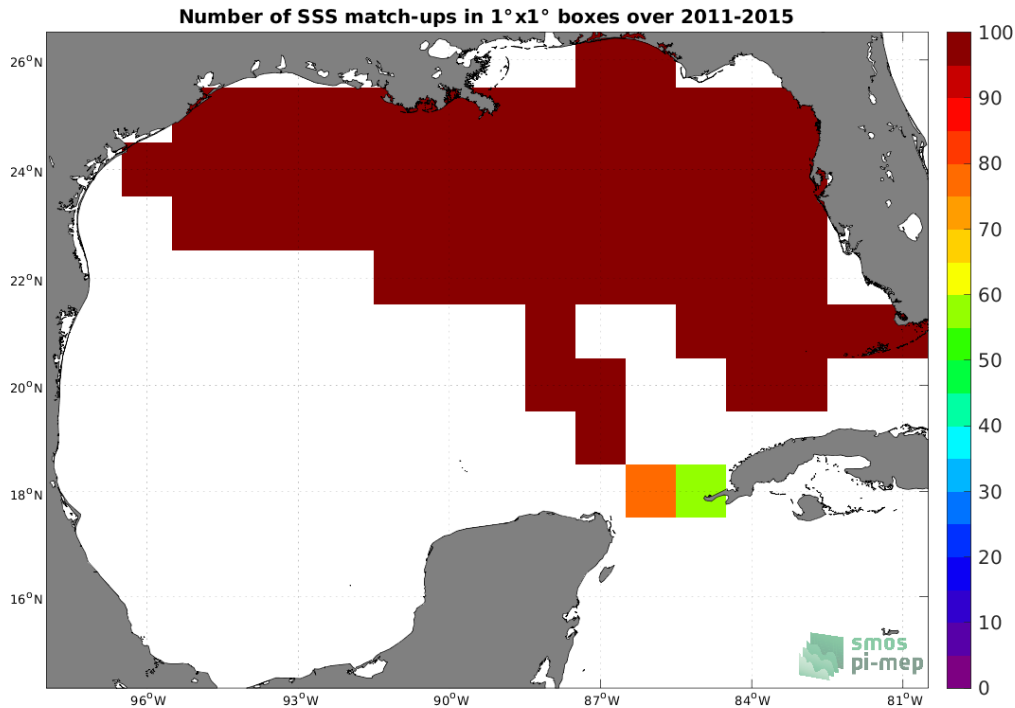 Number of SSS match-ups in 1°x1° boxes over 2011-2015
26°N
24°N
22°N
20°N
18°N
16°N
96°W
93°W
90°W
87°W
84°W
81°W
100
90
80
70
60
50
40
30
20
10
0
smos
pi-mep